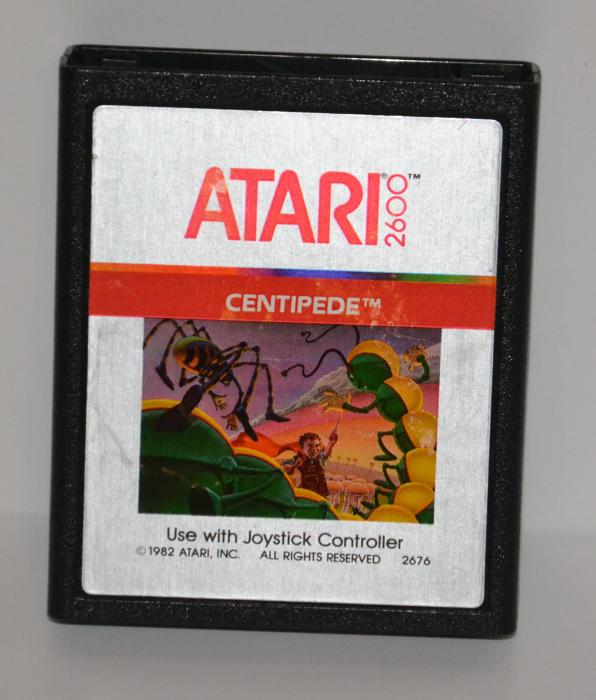 ATARI® 2600™
CENTIPEDE™
Use with Joystick Controller
©1982 ATARI, INC. ALL RIGHTS RESERVED 2676